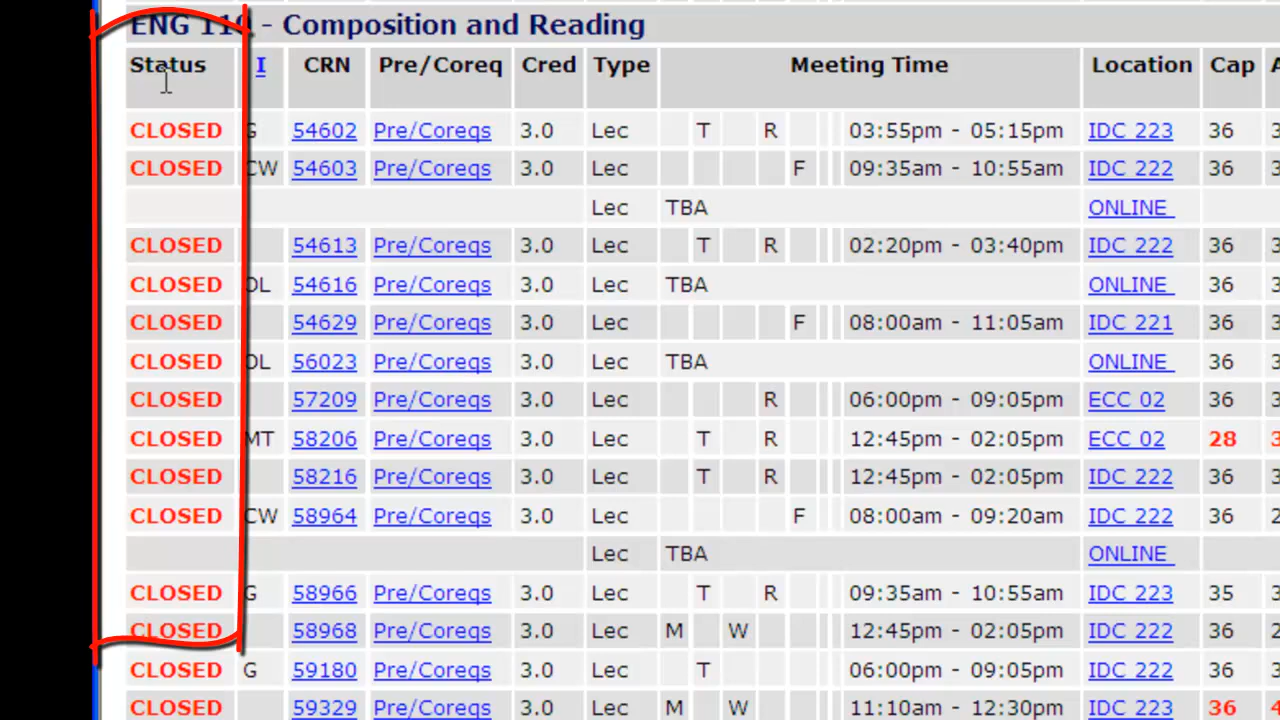 ENG 119 - Composition and Reading
Status I CRN Pre/Coreq Cred Type Meeting Time Location Cap
CLOSED G 54602 Pre/Coreqs 3.0 Lec T R 03:55pm - 05:15pm IDC 223 36
CLOSED CW 54603 Pre/Coreqs 3.0 Lec F 09:35am - 10:55am IDC 222 36
Lec TBA ONLINE
CLOSED 54613 Pre/Coreqs 3.0 Lec T R 02:20pm - 03:40pm IDC 222 36
CLOSED OL 54616 Pre/Coreqs 3.0 Lec TBA ONLINE 36
CLOSED 54629 Pre/Coreqs 3.0 Lec F 08:00am - 11:05am IDC 221 36
CLOSED OL 56023 Pre/Coreqs 3.0 Lec TBA ONLINE 36
CLOSED 57209 Pre/Coreqs 3.0 Lec R 06:00pm - 09:05pm ECC 02 36
CLOSED MT 58206 Pre/Coreqs 3.0 Lec T R 12:45pm - 02:05pm ECC 02 28
CLOSED 58216 Pre/Coreqs 3.0 Lec T R 12:45pm - 02:05pm IDC 222 36
CLOSED CW 58964 Pre/Coreqs 3.0 Lec F 08:00am - 09:20am IDC 222 36
Lec TBA ONLINE
CLOSED G 58966 Pre/Coreqs 3.0 Lec T R 09:35am - 10:55am IDC 222 35
CLOSED 58968 Pre/Coreqs 3.0 Lec M W 12:45pm - 02:05pm IDC 222 36
CLOSED G 59180 Pre/Coreqs 3.0 Lec T 06:00pm - 09:05pm IDC 222 36
CLOSED 59329 Pre/Coreqs 3.0 Lec M W 11:10am - 12:30pm IDC 223 36